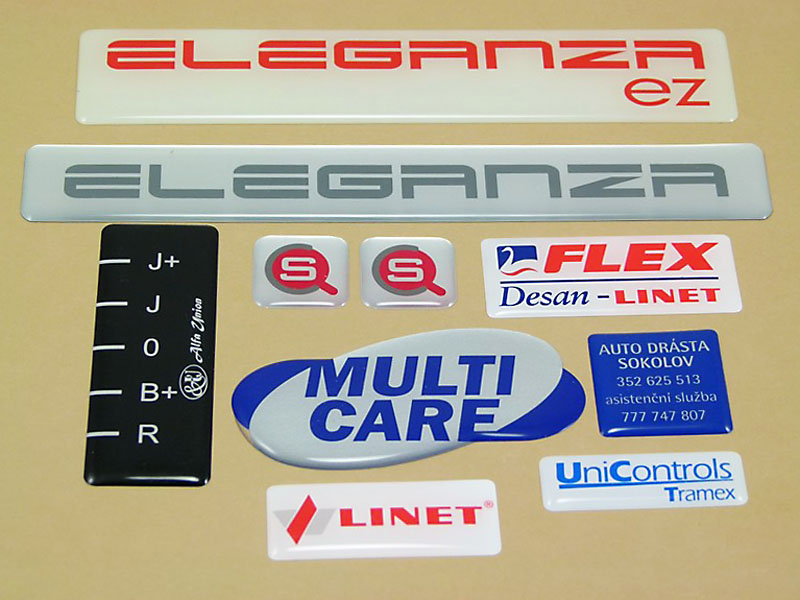 ELEGANZA
ez
ELEGANZA
J+
J
0
B+
R
Alfa Union
S
S
FLEX
Desan - LINET
MULTI
CARE
AUTO DRÁSTA
SOKOLOV
352 625 513
asistenční služba
777 747 807
UniControls
Tramex
LINET®